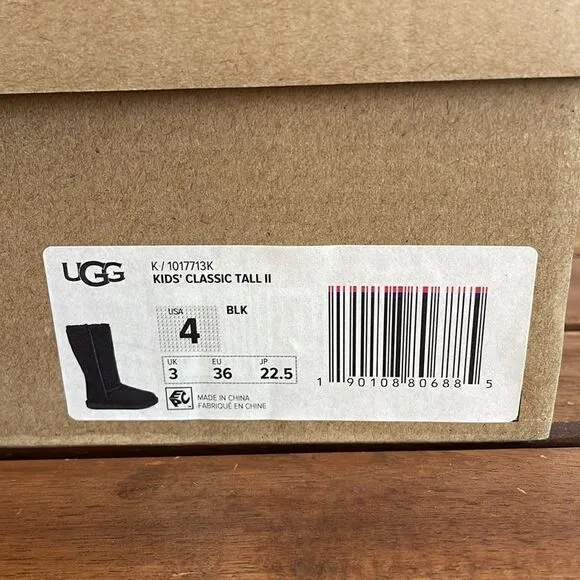 UGG
K / 1017713K
KIDS' CLASSIC TALL II
USA
4
BLK
UK EU JP
3 36 22.5
MADE IN CHINA
FABRIQUÉ EN CHINE
1 90108 80688 5